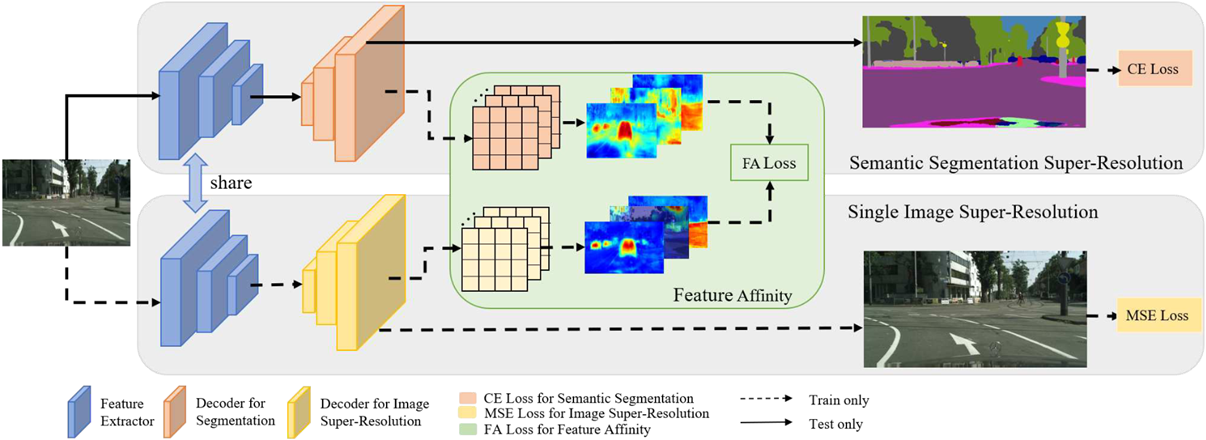 CE Loss
FA Loss
Semantic Segmentation Super-Resolution
share
Single Image Super-Resolution
Feature Affinity
MSE Loss
Feature
Extractor
Decoder for
Segmentation
Decoder for Image
Super-Resolution
CE Loss for Semantic Segmentation
MSE Loss for Image Super-Resolution
FA Loss for Feature Affinity
Train only
Test only